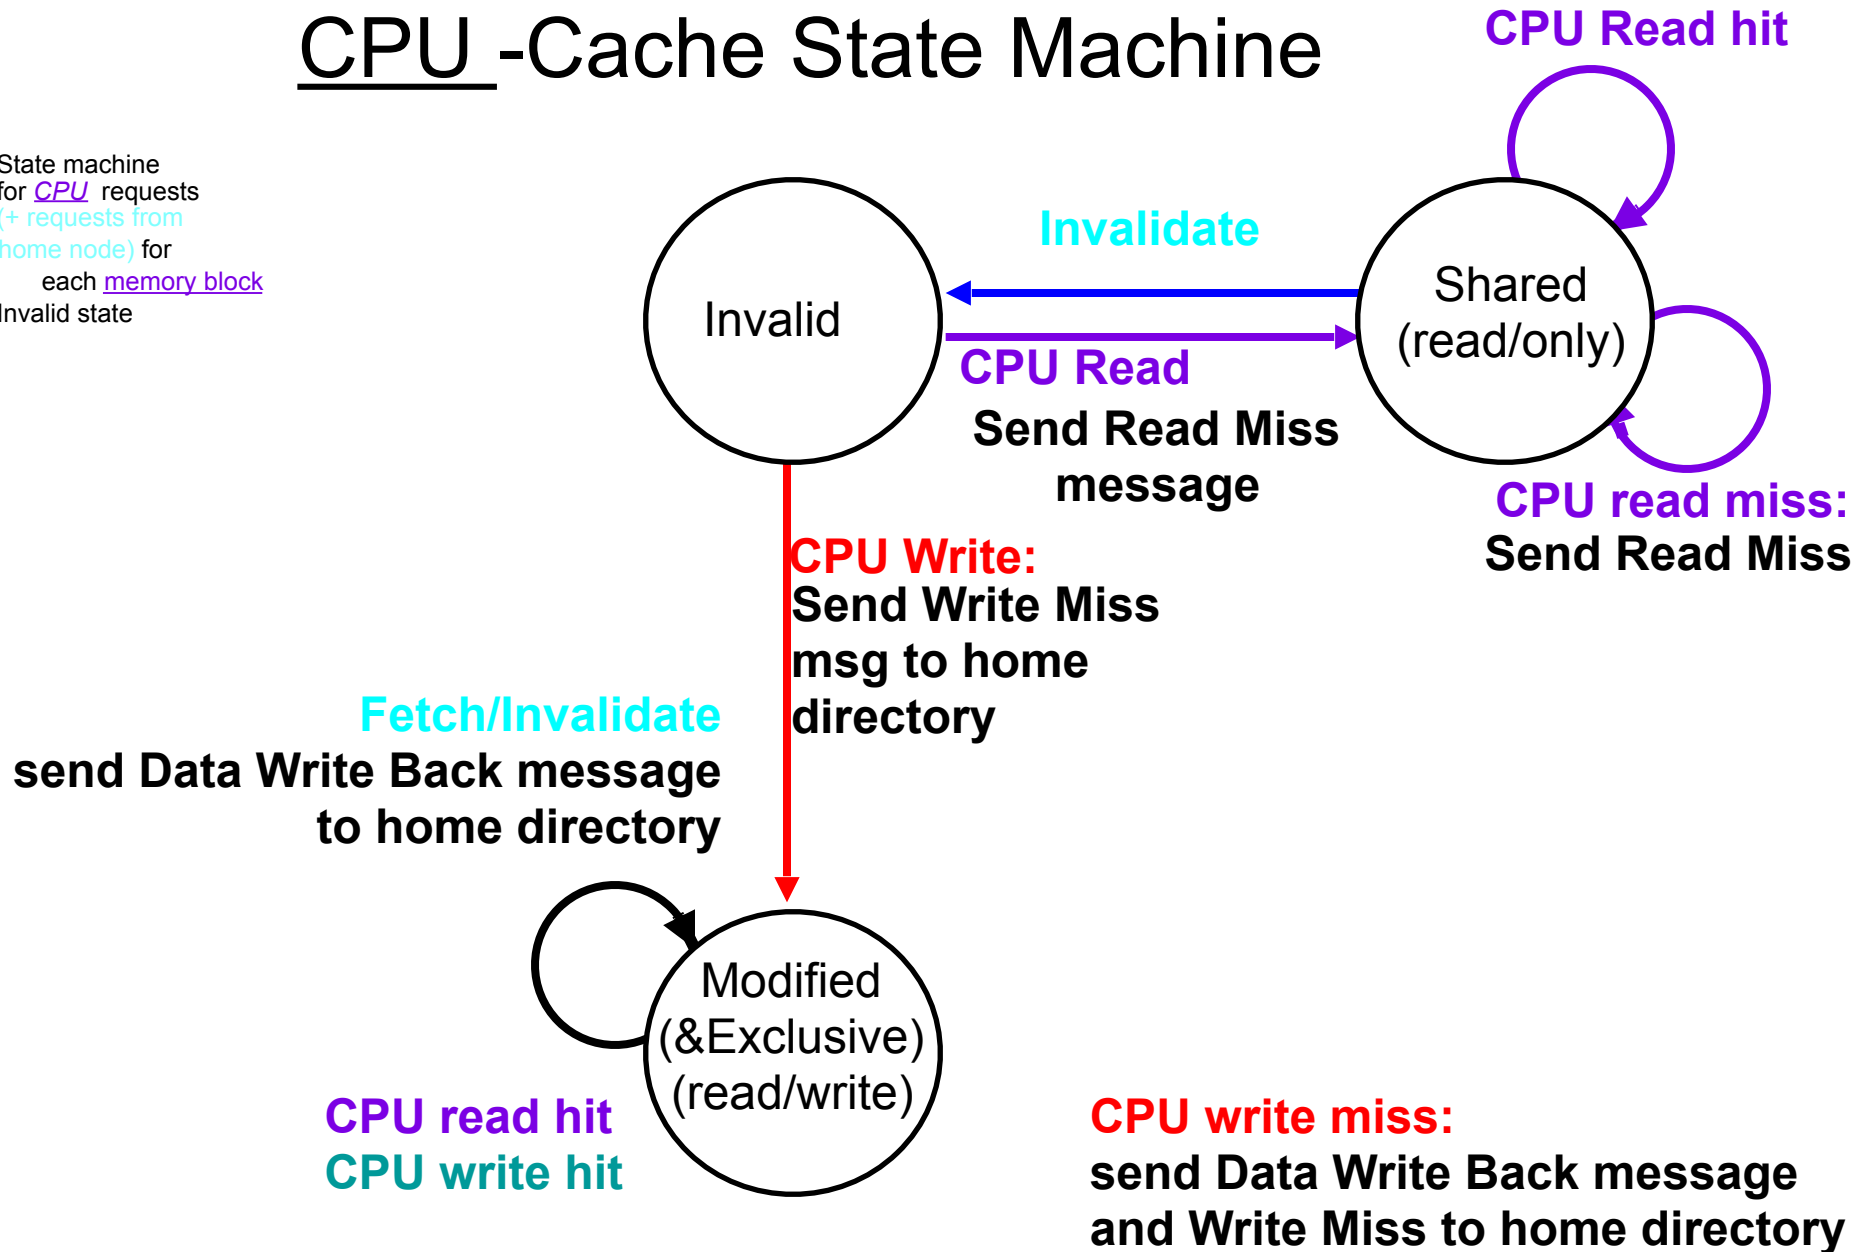 CPU -Cache State Machine
CPU Read hit
State machine
for CPU requests
(+ requests from
home node) for
each memory block
Invalid state
Invalidate
Invalid
Shared
(read/only)
CPU Read
Send Read Miss
message
CPU read miss:
Send Read Miss
CPU Write:
Send Write Miss
msg to home
directory
Fetch/Invalidate
send Data Write Back message
to home directory
Modified
(&Exclusive)
(read/write)
CPU read hit
CPU write hit
CPU write miss:
send Data Write Back message
and Write Miss to home directory